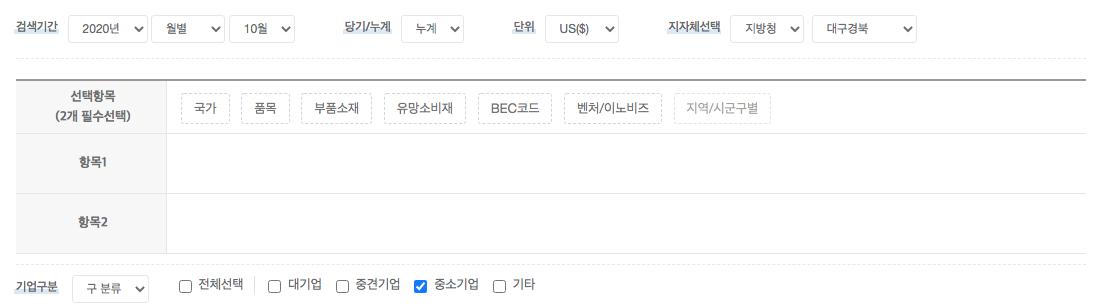 검색기간 2020년 월별 10월 당기/누계 누계 단위 US($) 지자체선택 지방청 대구경북
선택항목
(2개 필수선택)
국가 품목 부품소재 유망소비재 BEC코드 벤처/이노비즈 지역/시군구별
항목1
항목2
기업구분 구 분류 전체선택 대기업 중견기업 중소기업 기타